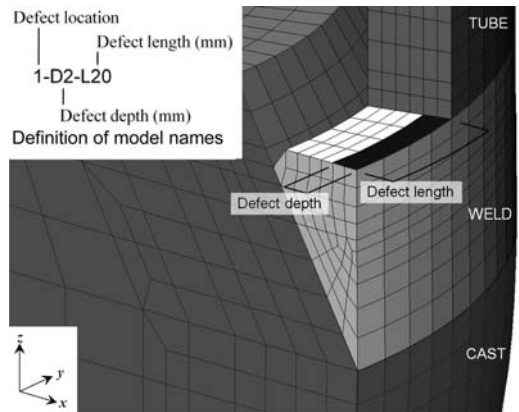 Defect location
Defect length (mm)
1-D2-L20
Defect depth (mm)
Definition of model names
TUBE
Defect depth
Defect length
WELD
CAST
z
y
x